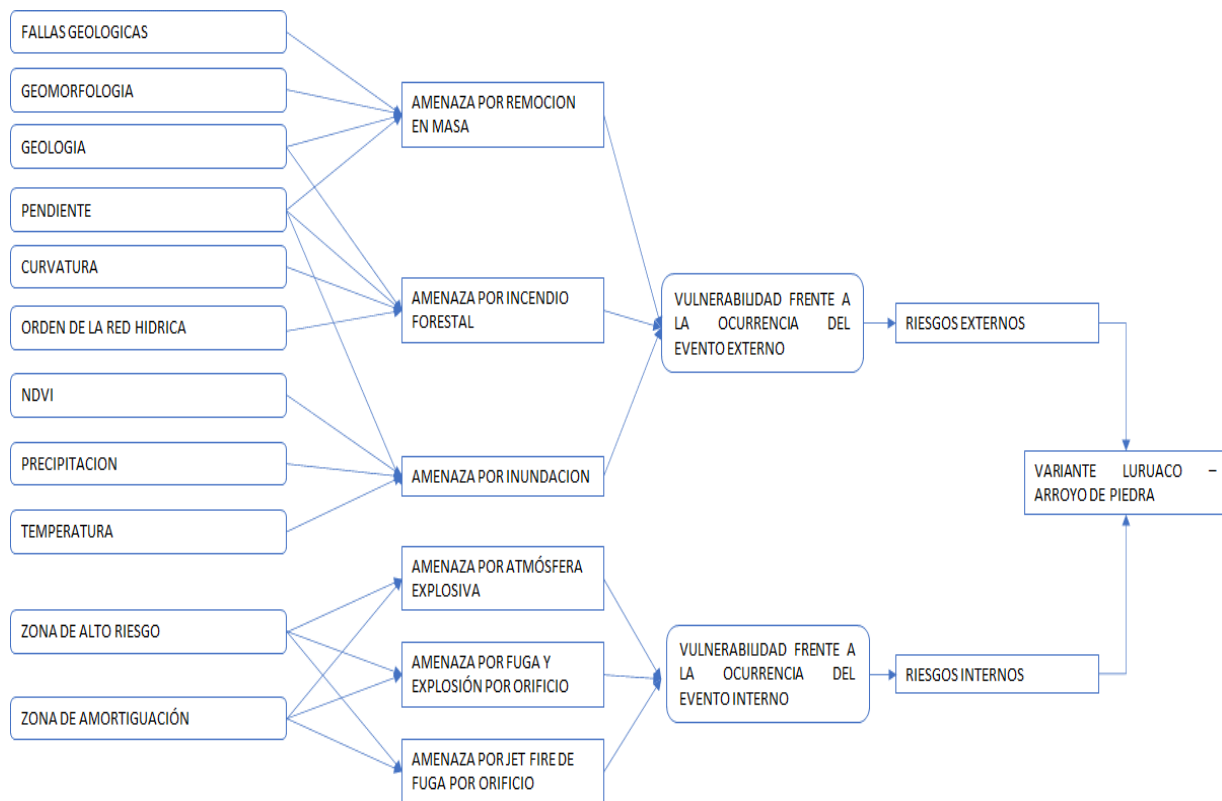 FALLAS GEOLOGICAS
GEOMORFOLOGIA
GEOLOGIA
PENDIENTE
CURVATURA
ORDEN DE LA RED HIDRICA
NDVI
PRECIPITACION
TEMPERATURA
ZONA DE ALTO RIESGO
ZONA DE AMORTIGUACIÓN
AMENAZA POR REMOCION
EN MASA
AMENAZA POR INCENDIO
FORESTAL
AMENAZA POR INUNDACION
AMENAZA POR ATMÓSFERA
EXPLOSIVA
AMENAZA POR FUGA Y
EXPLOSIÓN POR ORIFICIO
AMENAZA POR JET FIRE DE
FUGA POR ORIFICIO
VULNERABILIDAD FRENTE A
LA OCURRENCIA DEL
EVENTO EXTERNO
VULNERABILIDAD FRENTE A
LA OCURRENCIA DEL
EVENTO INTERNO
RIESGOS EXTERNOS
RIESGOS INTERNOS
VARIANTE LURUACO –
ARROYO DE PIEDRA